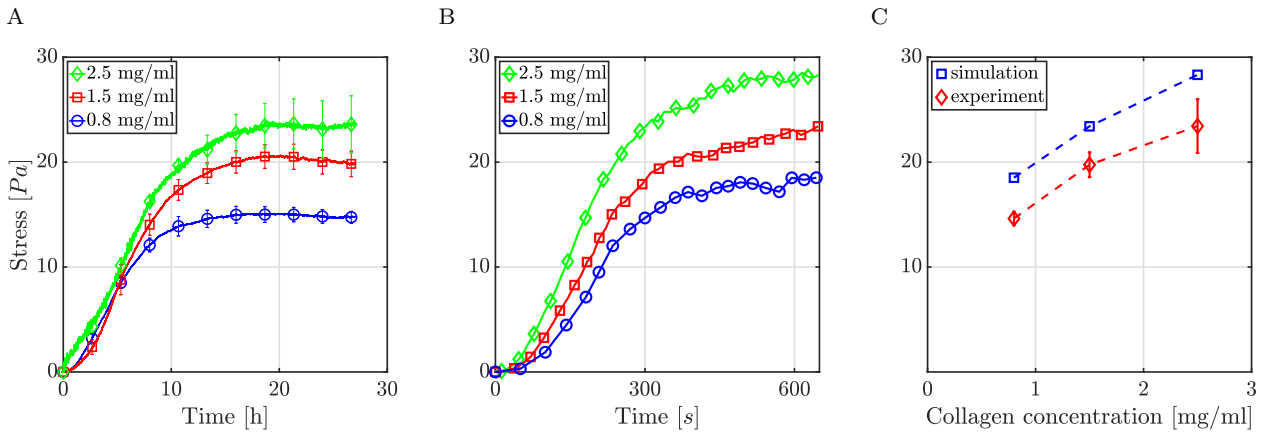 A
B
C
30
20
10
0
Stress [Pa]
2.5 mg/ml
1.5 mg/ml
0.8 mg/ml
0
10
20
30
Time [h]
30
20
10
0
2.5 mg/ml
1.5 mg/ml
0.8 mg/ml
0
300
600
Time [s]
30
20
10
0
simulation
experiment
0
1
2
3
Collagen concentration [mg/ml]